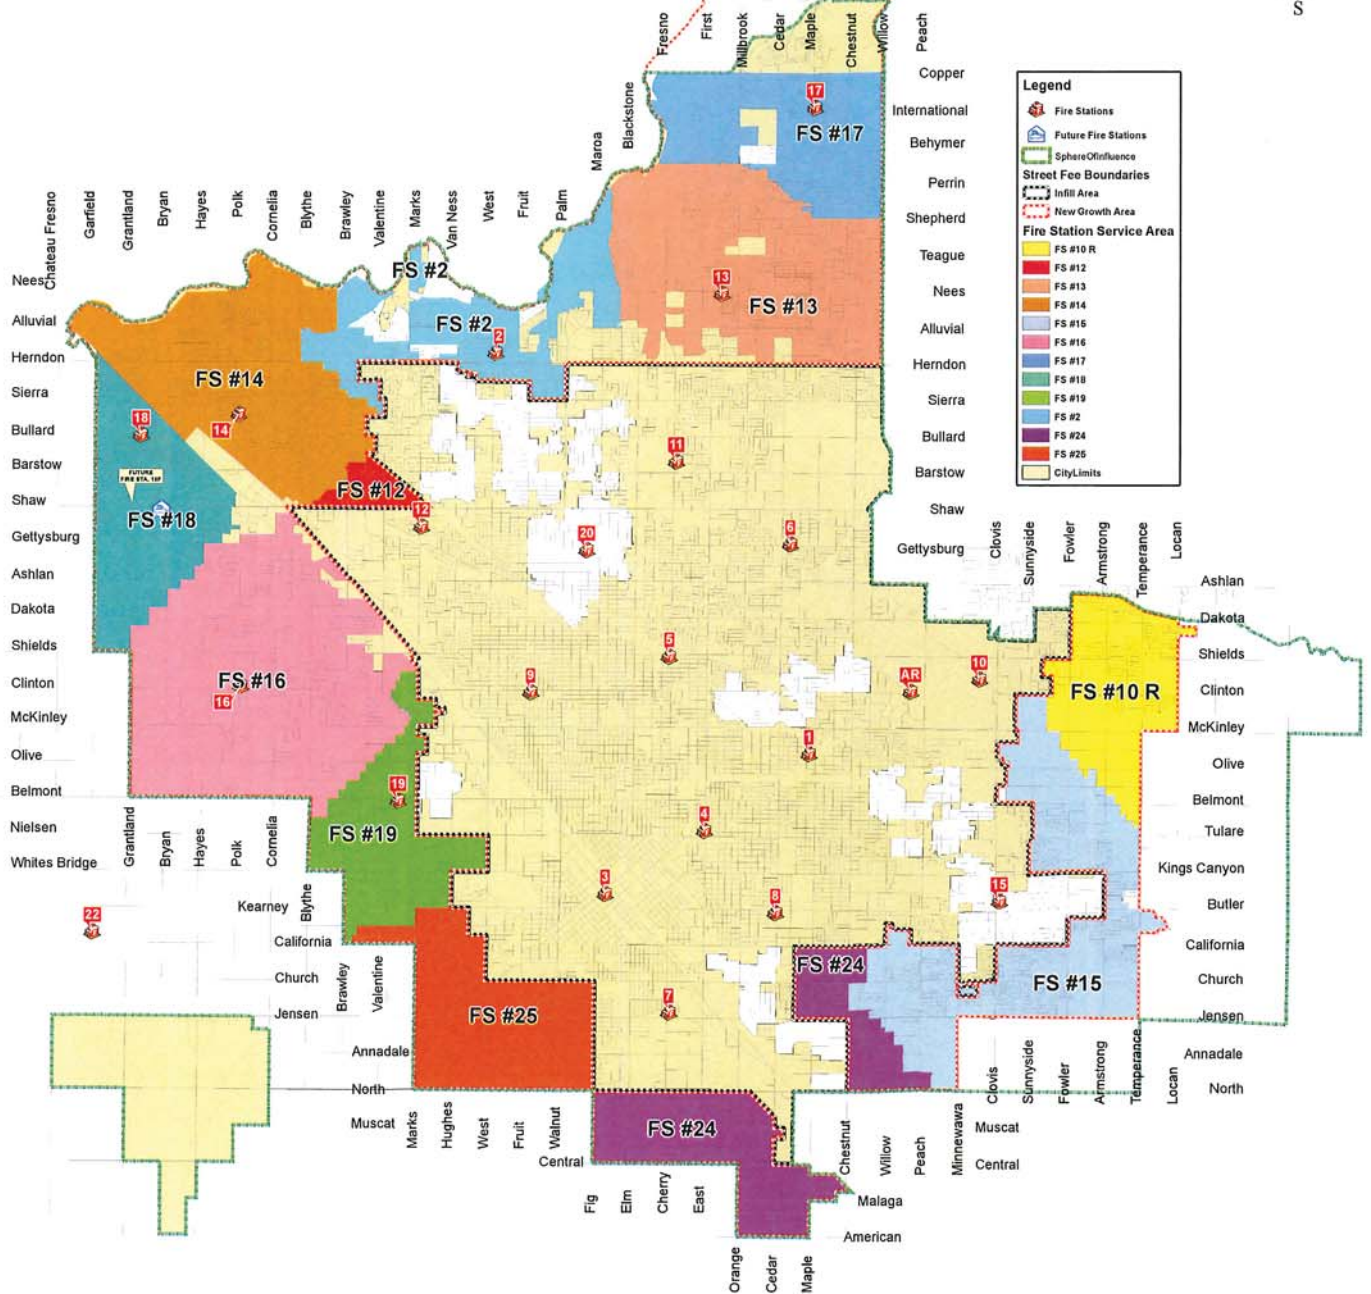 S
Fresno
First
Millbrook
Cedar
Maple
Chestnut
Willow
Peach
Copper
International
Behymer
Perrin
Shepherd
Teague
Nees
Alluvial
Herndon
Sierra
Bullard
Barstow
Shaw
Gettysburg
Blackstone
Maroa
Chateau Fresno
Garfield
Grantland
Bryan
Hayes
Polk
Cornelia
Blythe
Brawley
Valentine
Marks
Van Ness
West
Fruit
Palm
Legend
Fire Stations
Future Fire Stations
SphereOfInfluence
Street Fee Boundaries
Infill Area
New Growth Area
Fire Station Service Area
FS #10 R
FS #12
FS #13
FS #14
FS #15
FS #16
FS #17
FS #18
FS #19
FS #2
FS #24
FS #25
CityLimits
Nees
Alluvial
Herndon
Sierra
Bullard
Barstow
Shaw
Gettysburg
Ashlan
Dakota
Shields
Clinton
McKinley
Olive
Belmont
Nielsen
Whites Bridge
17
FS #17
FS #2
13
FS #13
FS #2
2
FS #14
18
14
11
FUTURE
FIRE STA. 18F
FS #12
12
FS #18
20
6
Clovis
Sunnyside
Fowler
Armstrong
Temperance
Locan
Ashlan
Dakota
Shields
Clinton
McKinley
Olive
Belmont
Tulare
Kings Canyon
Butler
California
Church
Jensen
Annadale
North
5
10
AR
9
FS #16
16
FS #10 R
1
19
FS #19
4
3
8
15
Grantland
Bryan
Hayes
Polk
Cornelia
Blythe
Kearney
California
Church
Jensen
Annadale
North
Muscat
Brawley
Valentine
22
FS #24
FS #15
7
FS #25
Clovis
Sunnyside
Fowler
Armstrong
Temperance
Locan
Marks
Hughes
West
Fruit
Walnut
Central
FS #24
Chestnut
Willow
Peach
Minnewawa
Muscat
Central
Fig
Elm
Cherry
East
Malaga
American
Orange
Cedar
Maple